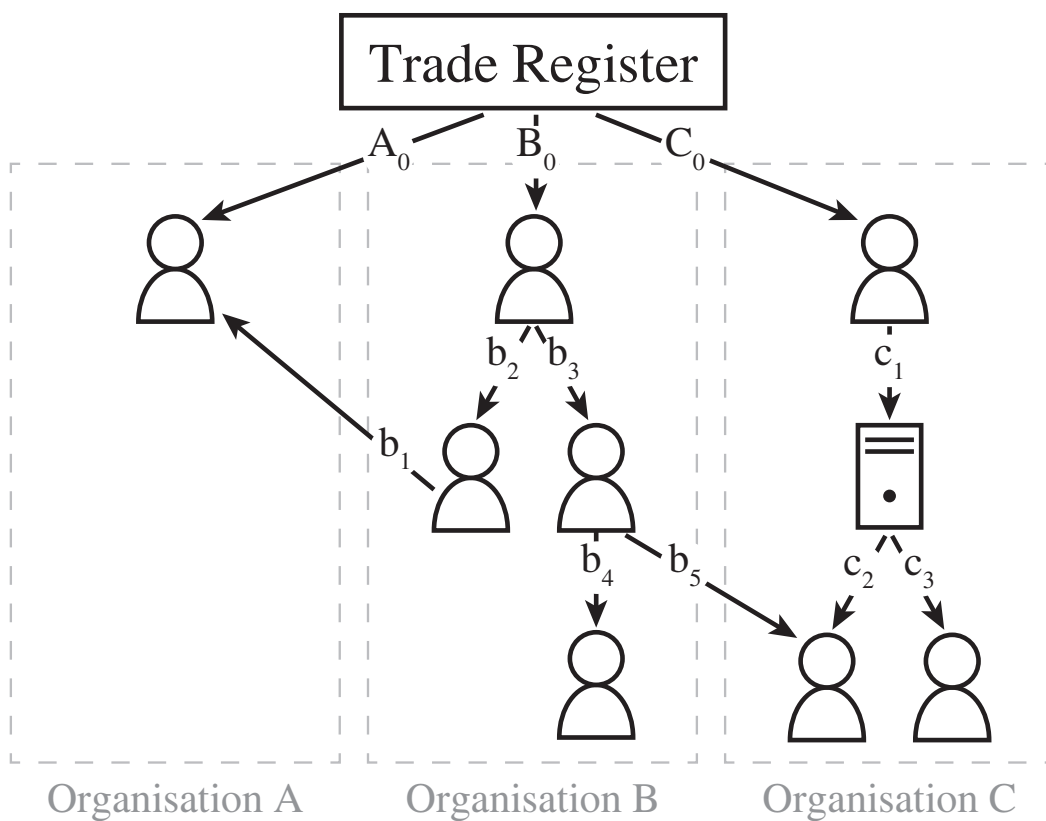 Trade Register
A₀ B₀ C₀
b₂ b₃ c₁
b₁
b₄ b₅ c₂ c₃
Organisation A Organisation B Organisation C